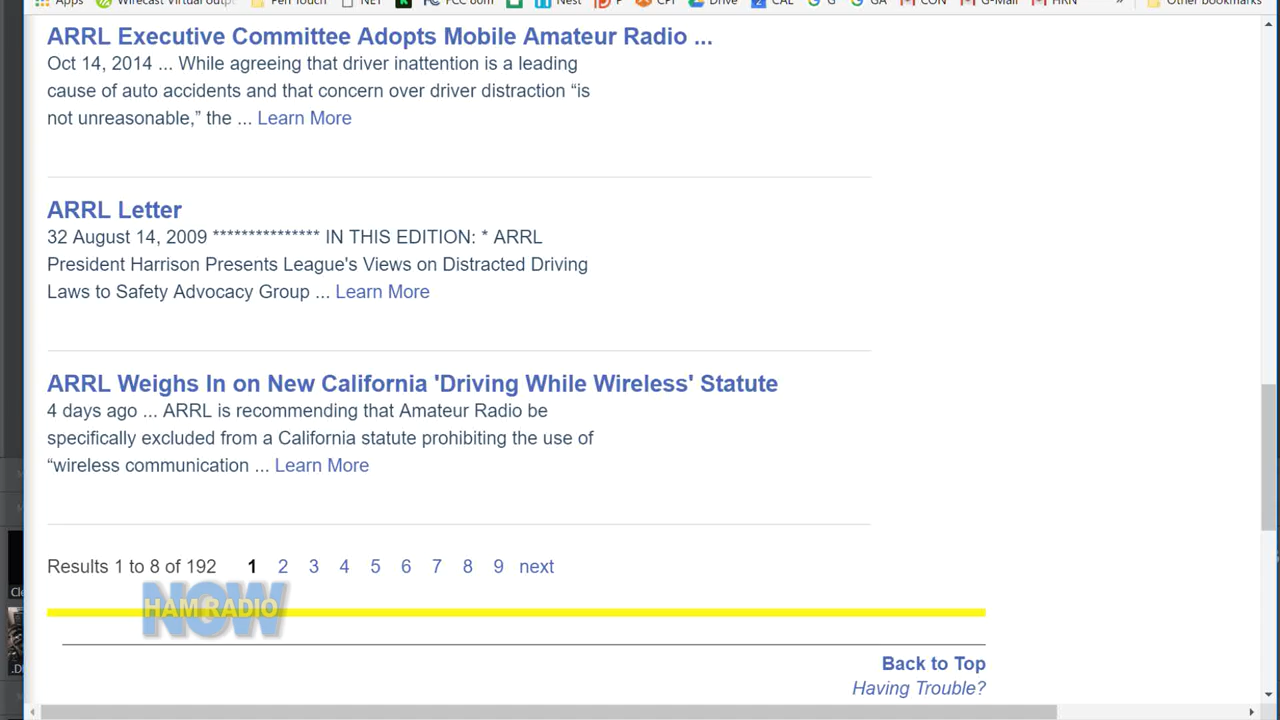 Apps Wirecast Virtual outp Pen Touch NET FCC dom Nest P CPI Drive 2 CAL G GA CON G-Mail HRN » Other bookmarks
ARRL Executive Committee Adopts Mobile Amateur Radio ...
Oct 14, 2014 ... While agreeing that driver inattention is a leading
cause of auto accidents and that concern over driver distraction “is
not unreasonable,” the ... Learn More
ARRL Letter
32 August 14, 2009 *************** IN THIS EDITION: * ARRL
President Harrison Presents League's Views on Distracted Driving
Laws to Safety Advocacy Group ... Learn More
ARRL Weighs In on New California 'Driving While Wireless' Statute
4 days ago ... ARRL is recommending that Amateur Radio be
specifically excluded from a California statute prohibiting the use of
“wireless communication ... Learn More
Results 1 to 8 of 192 1 2 3 4 5 6 7 8 9 next
HAM RADIO
NOW
Back to Top
Having Trouble?